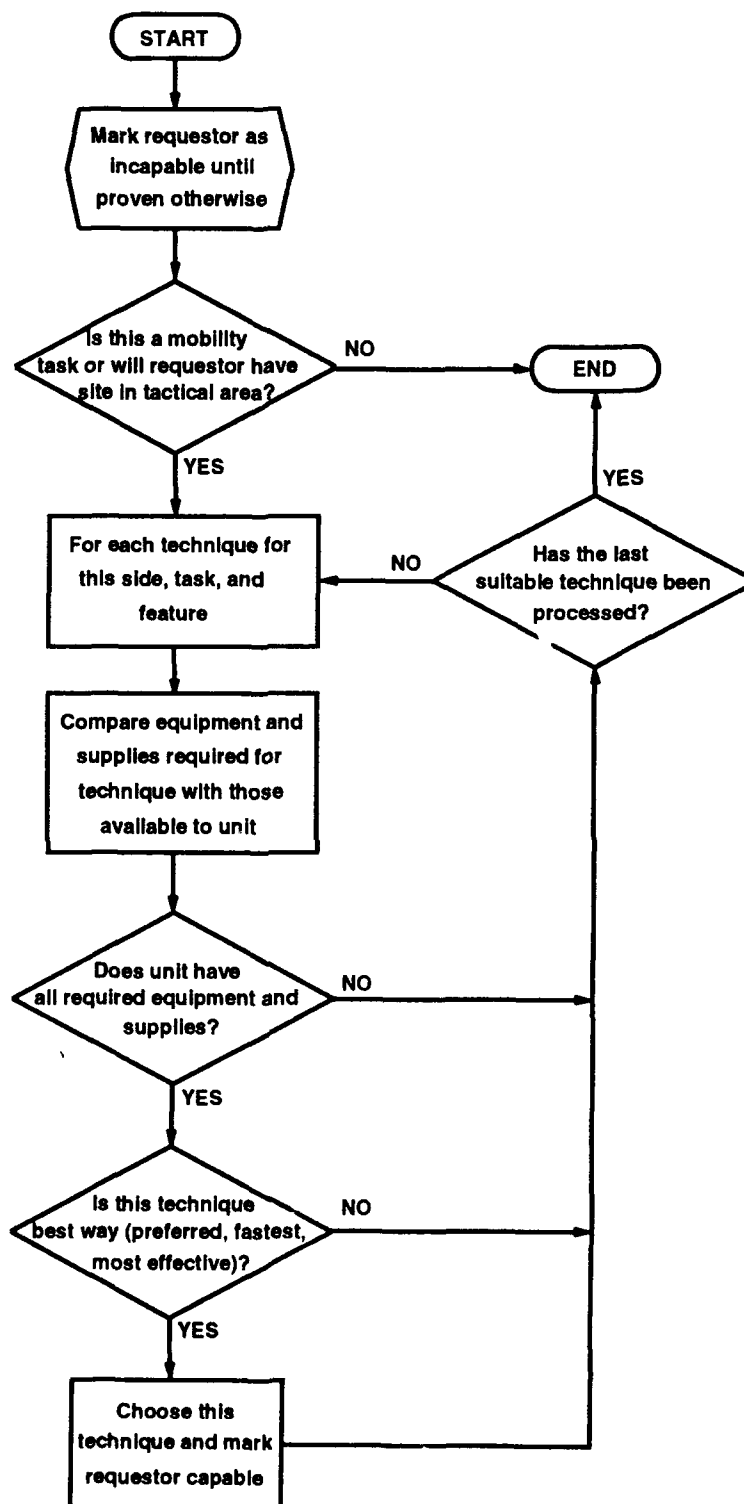 START
Mark requestor as
incapable until
proven otherwise
Is this a mobility
task or will requestor have
site in tactical area?
NO
END
YES
YES
For each technique for
this side, task, and
feature
NO
Has the last
suitable technique been
processed?
Compare equipment and
supplies required for
technique with those
available to unit
Does unit have
all required equipment and
supplies?
NO
YES
Is this technique
best way (preferred, fastest,
most effective)?
NO
YES
Choose this
technique and mark
requestor capable